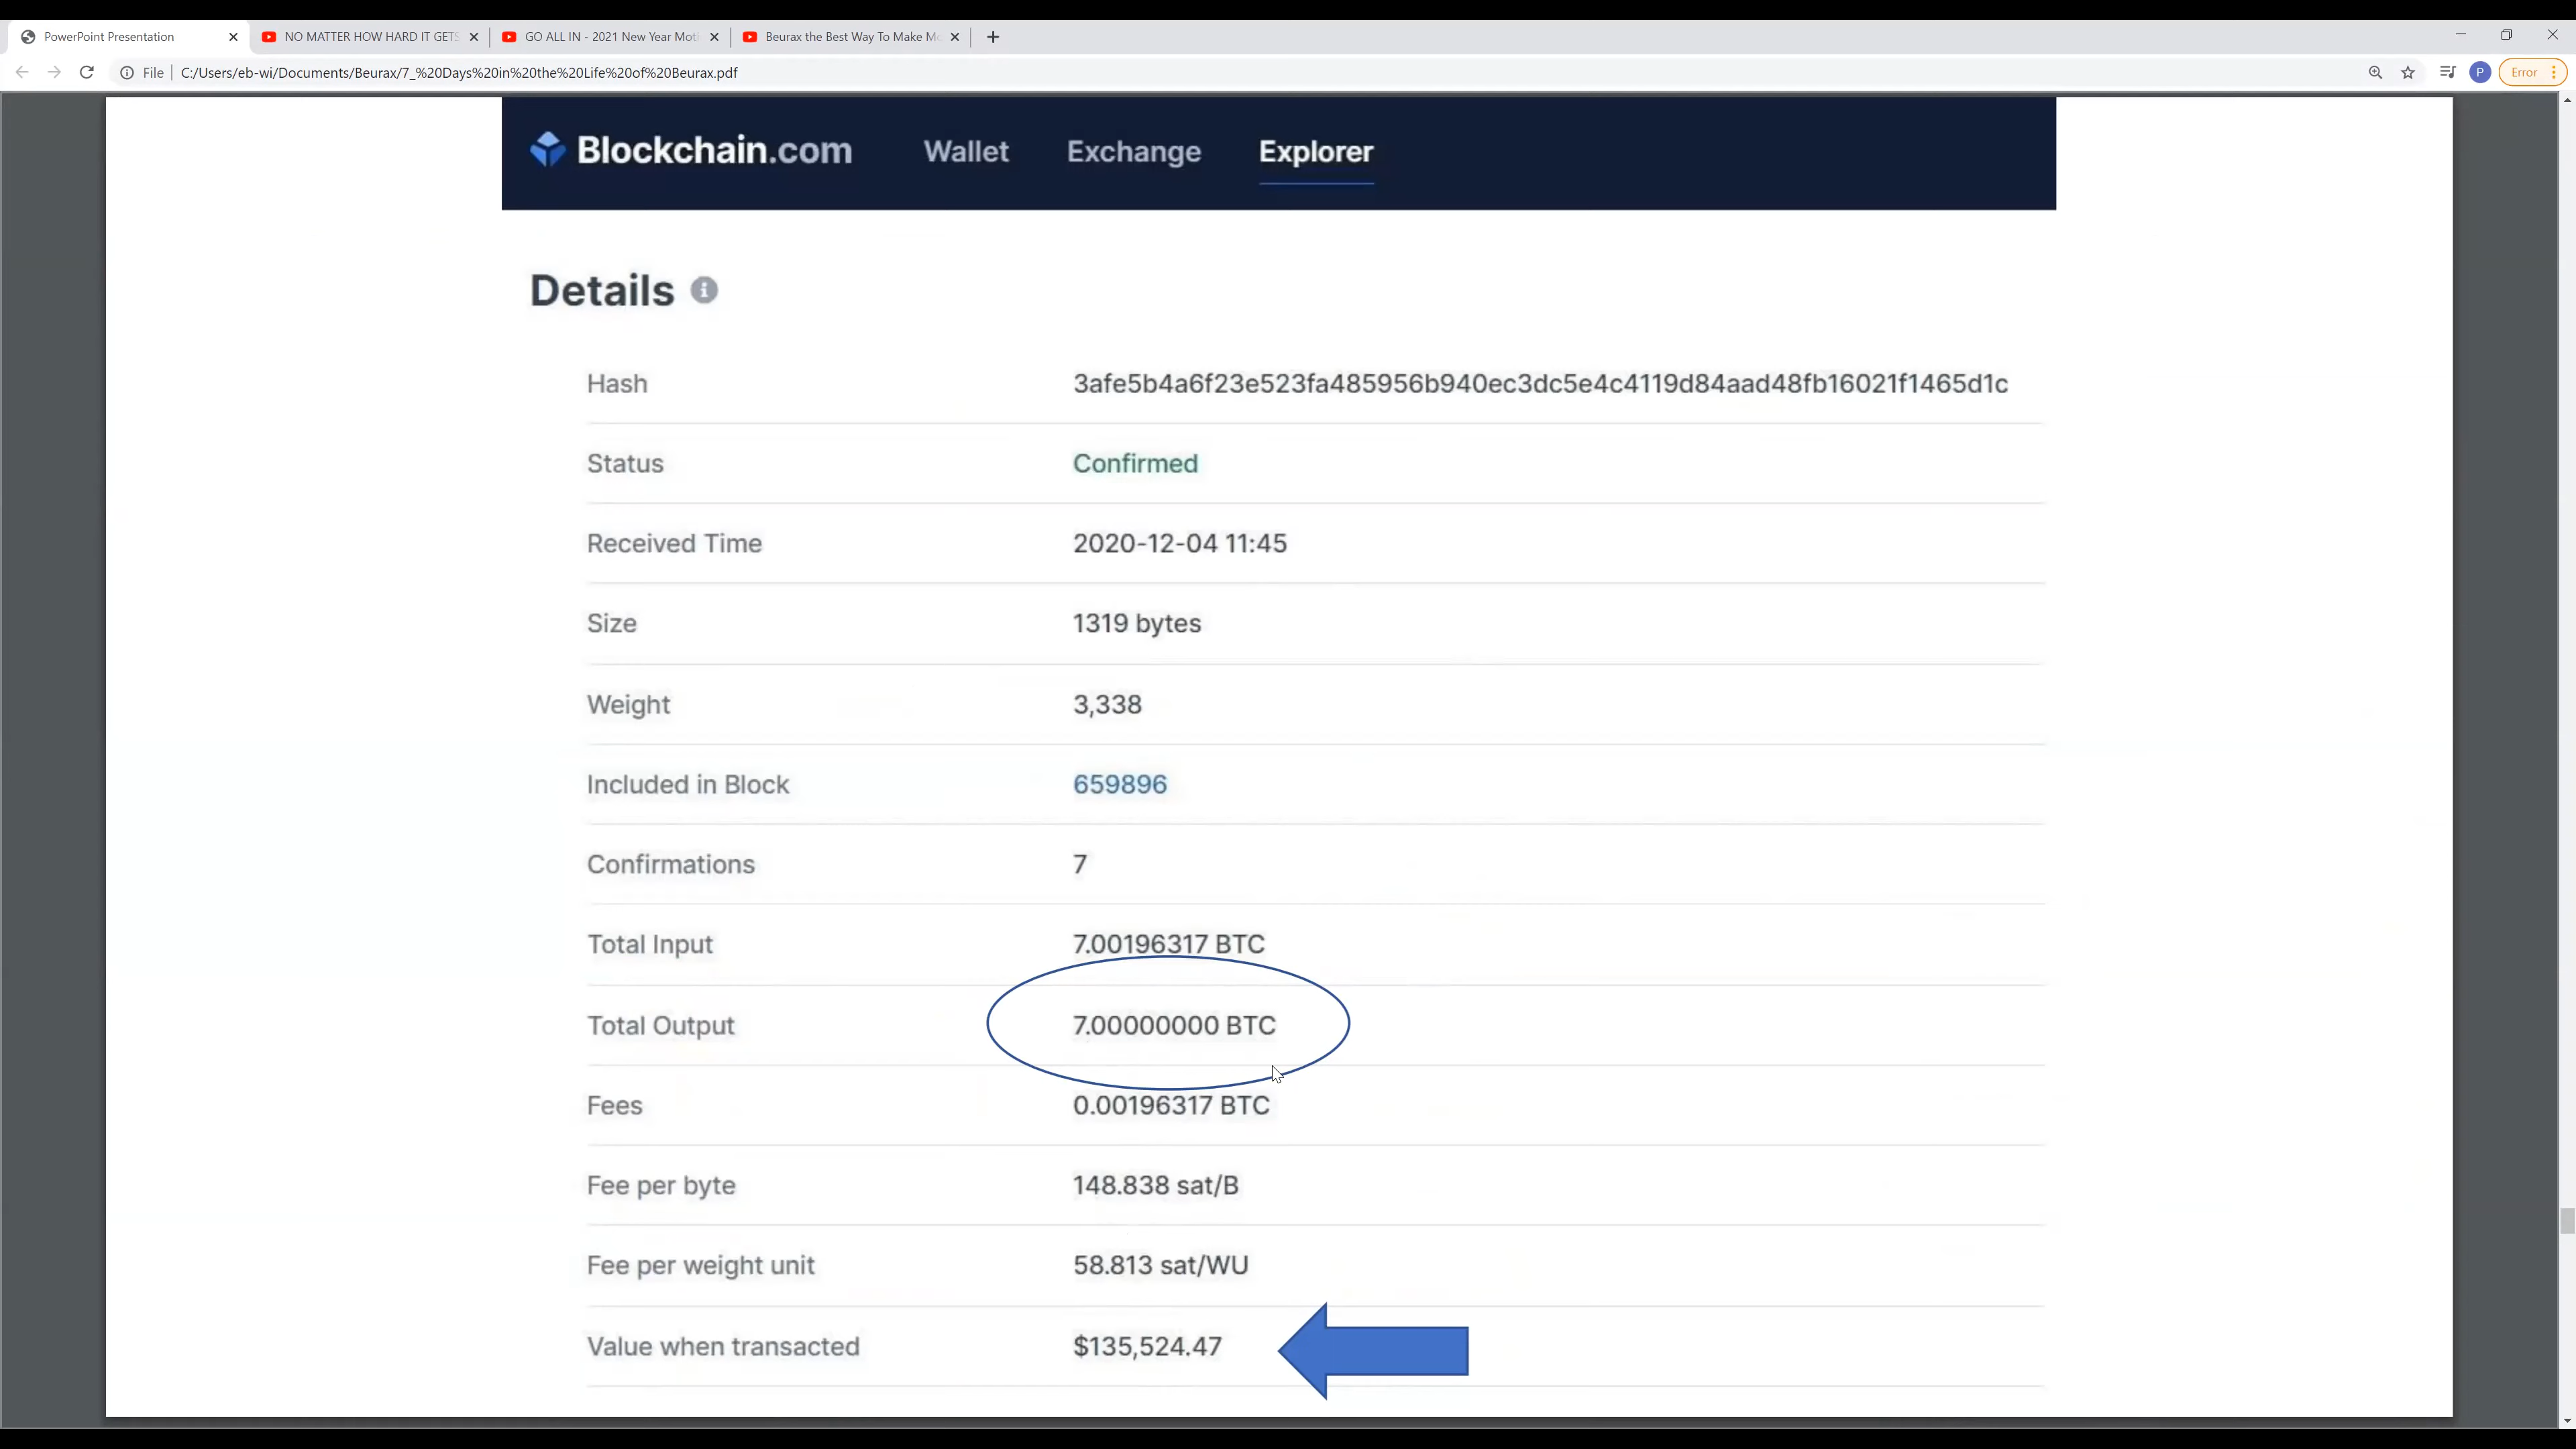 PowerPoint Presentation
NO MATTER HOW HARD IT GETS
GO ALL IN - 2021 New Year Moti
Beurax the Best Way To Make Mo
File C:/Users/eb-wi/Documents/Beurax/7_%20Days%20in%20the%20Life%20of%20Beurax.pdf
P
Error
Blockchain.com Wallet Exchange Explorer
Details
Hash 3afe5b4a6f23e523fa485956b940ec3dc5e4c4119d84aad48fb16021f1465d1c
Status Confirmed
Received Time 2020-12-04 11:45
Size 1319 bytes
Weight 3,338
Included in Block 659896
Confirmations 7
Total Input 7.00196317 BTC
Total Output 7.00000000 BTC
Fees 0.00196317 BTC
Fee per byte 148.838 sat/B
Fee per weight unit 58.813 sat/WU
Value when transacted $135,524.47